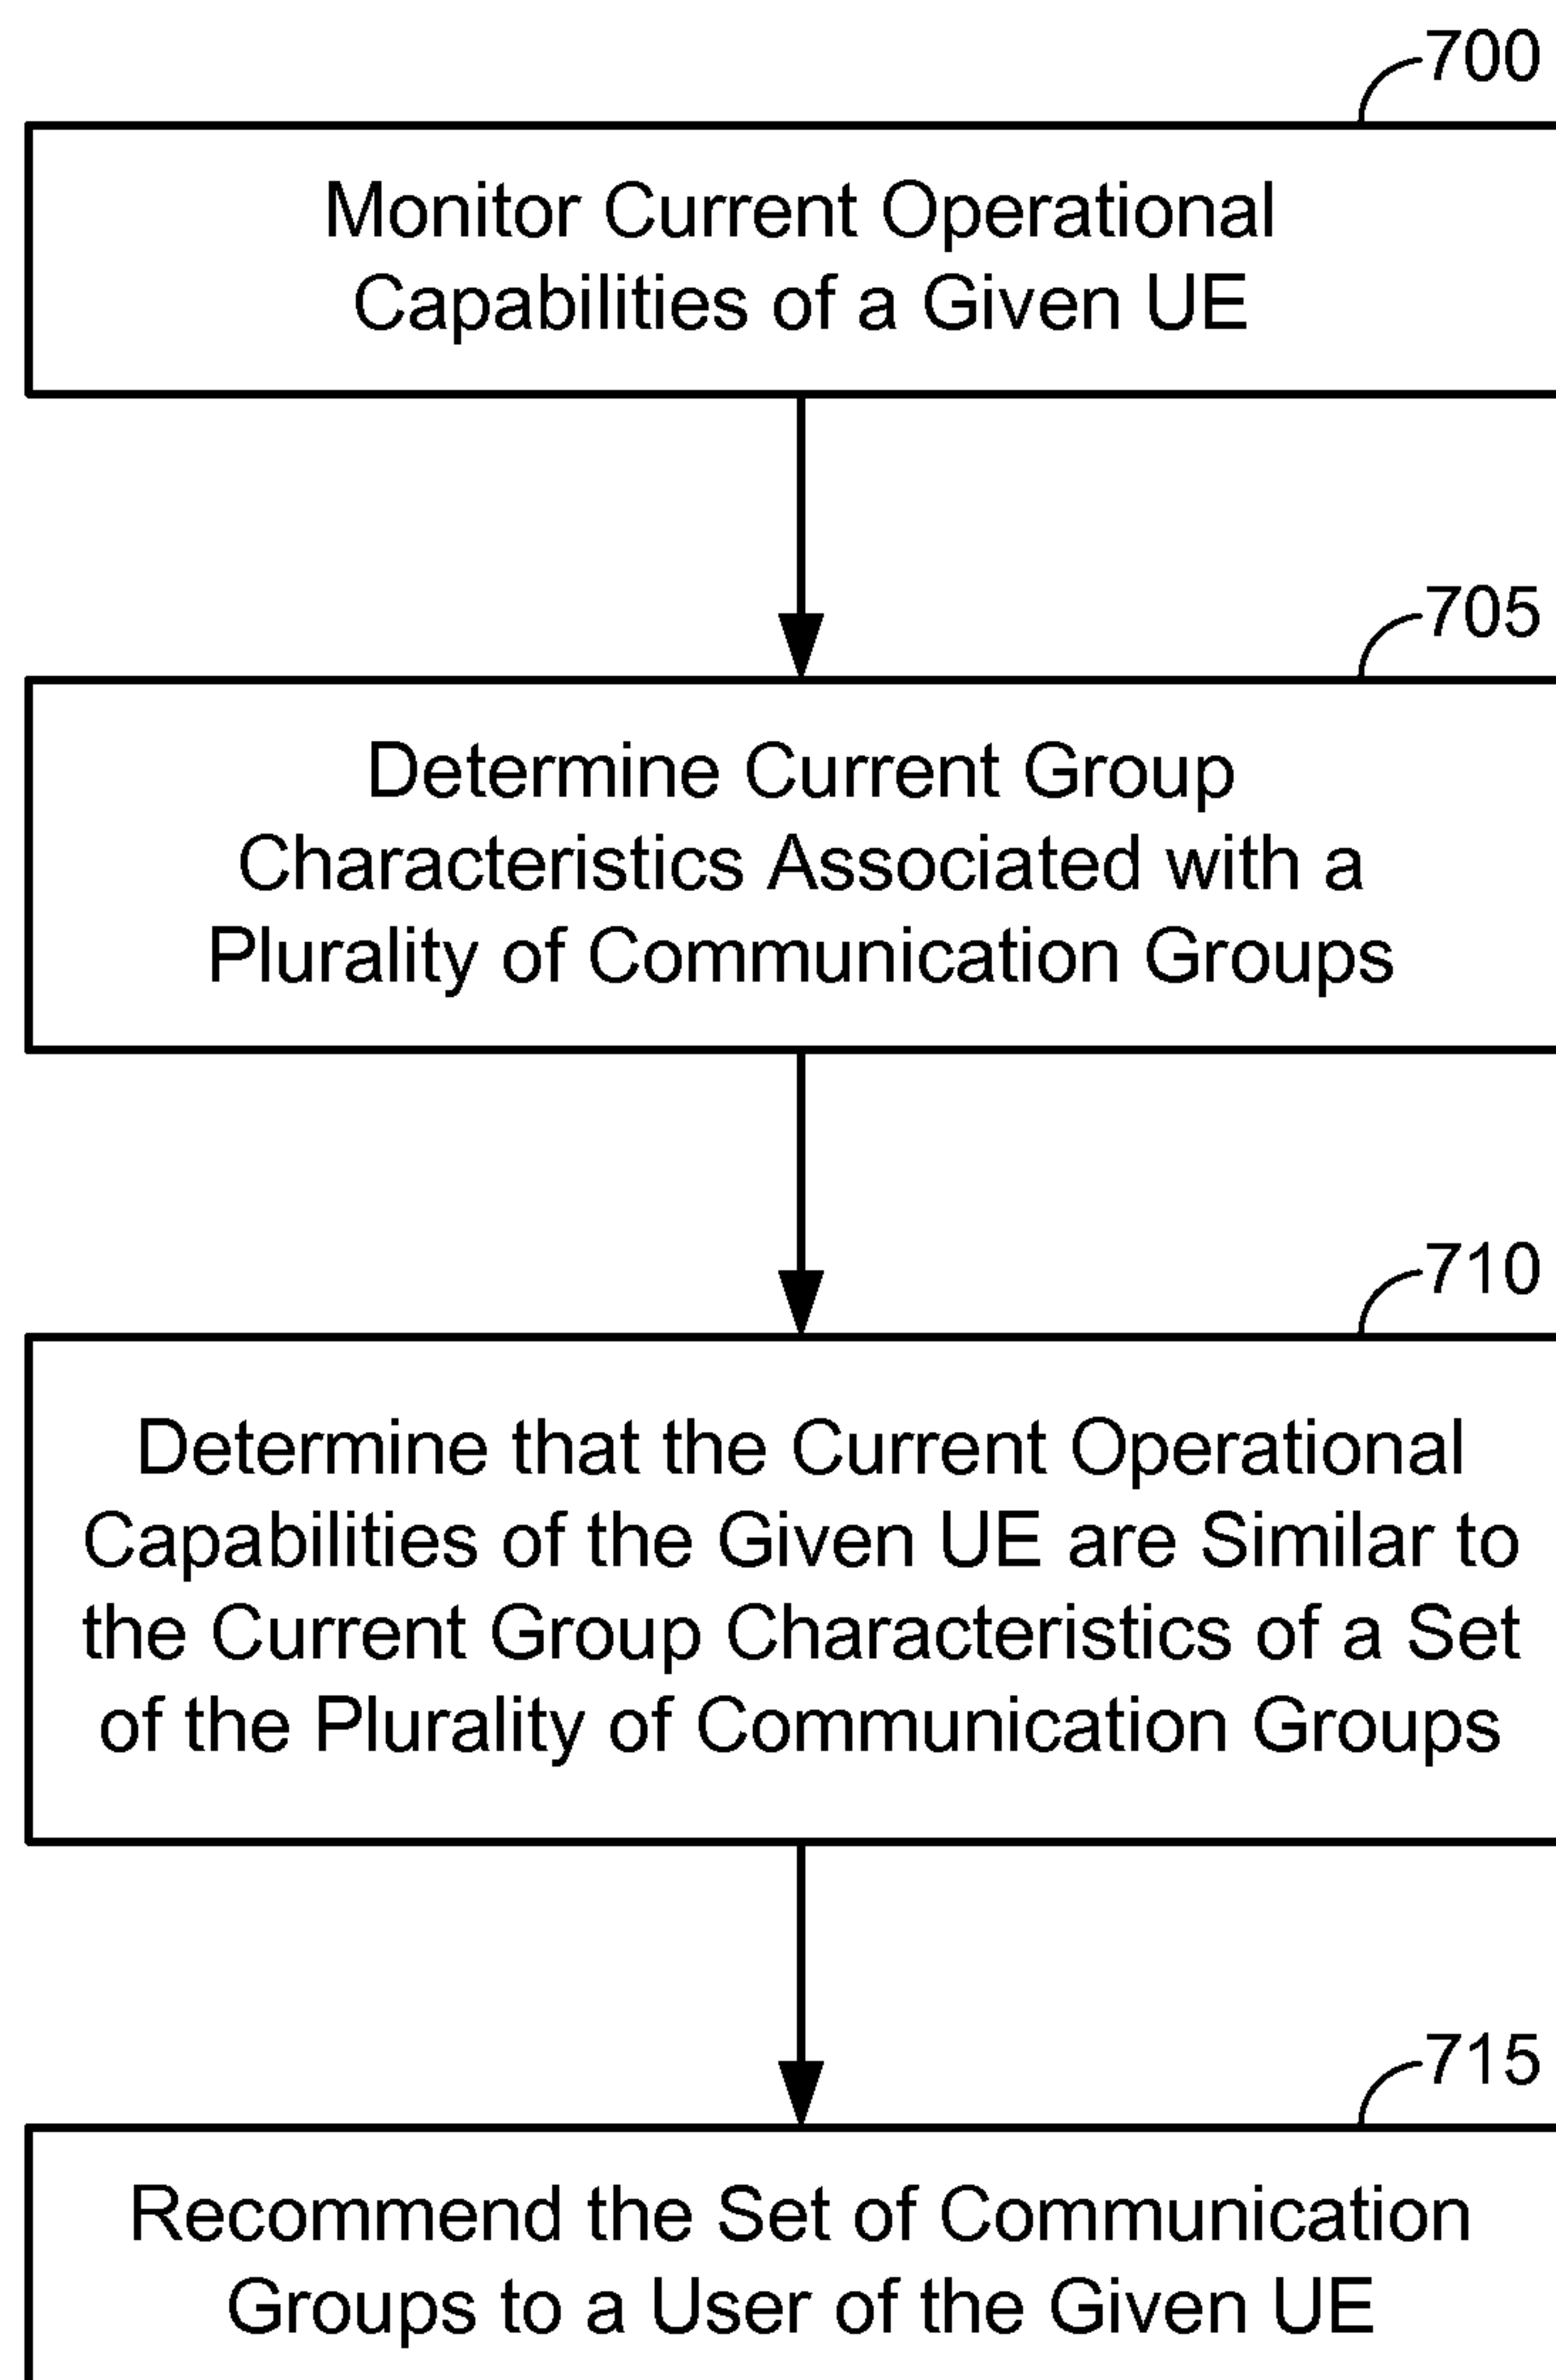 700
Monitor Current Operational
Capabilities of a Given UE
705
Determine Current Group
Characteristics Associated with a
Plurality of Communication Groups
710
Determine that the Current Operational
Capabilities of the Given UE are Similar to
the Current Group Characteristics of a Set
of the Plurality of Communication Groups
715
Recommend the Set of Communication
Groups to a User of the Given UE